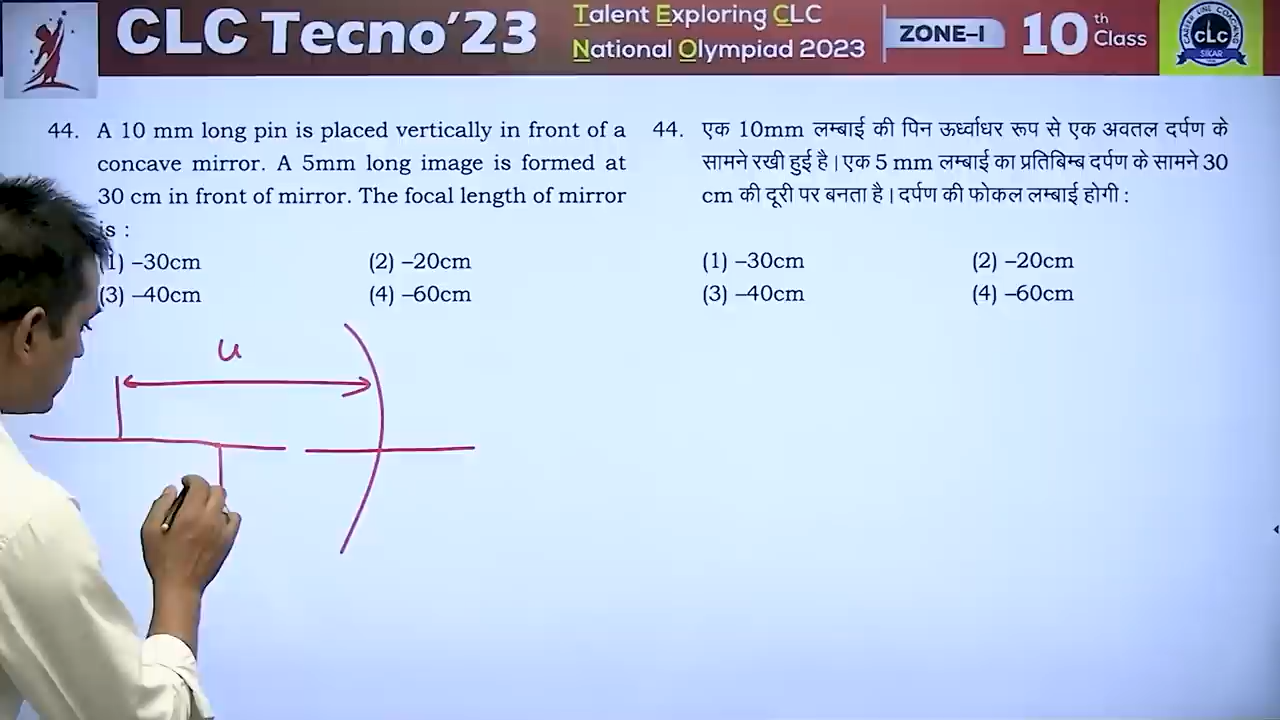 CLC Tecno'23
Talent Exploring CLC
National Olympiad 2023
ZONE–I
10th Class
CLC
SIKAR
44. A 10 mm long pin is placed vertically in front of a
concave mirror. A 5mm long image is formed at
30 cm in front of mirror. The focal length of mirror
is :
(1) –30cm (2) –20cm
(3) –40cm (4) –60cm
44. एक 10mm लम्बाई की पिन ऊर्ध्वाधर रूप से एक अवतल दर्पण के
सामने रखी हुई है। एक 5 mm लम्बाई का प्रतिबिम्ब दर्पण के सामने 30
cm की दूरी पर बनता है। दर्पण की फोकल लम्बाई होगी :
(1) –30cm (2) –20cm
(3) –40cm (4) –60cm
u